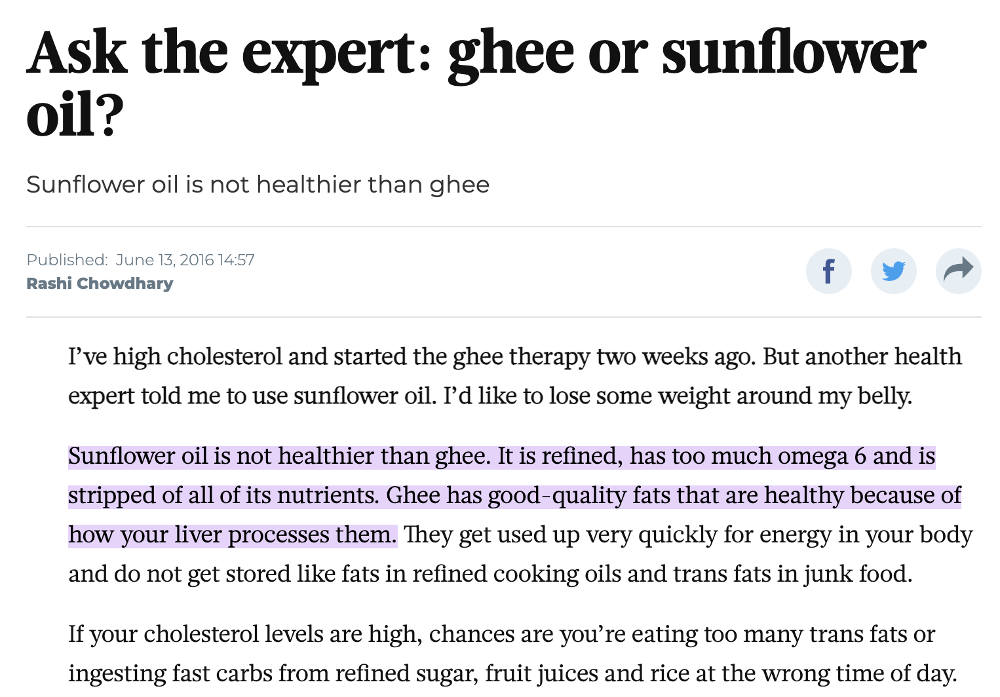 Ask the expert: ghee or sunflower
oil?
Sunflower oil is not healthier than ghee
Published:  June 13, 2016 14:57
Rashi Chowdhary
I’ve high cholesterol and started the ghee therapy two weeks ago. But another health
expert told me to use sunflower oil. I’d like to lose some weight around my belly.
Sunflower oil is not healthier than ghee. It is refined, has too much omega 6 and is
stripped of all of its nutrients. Ghee has good-quality fats that are healthy because of
how your liver processes them. They get used up very quickly for energy in your body
and do not get stored like fats in refined cooking oils and trans fats in junk food.
If your cholesterol levels are high, chances are you’re eating too many trans fats or
ingesting fast carbs from refined sugar, fruit juices and rice at the wrong time of day.